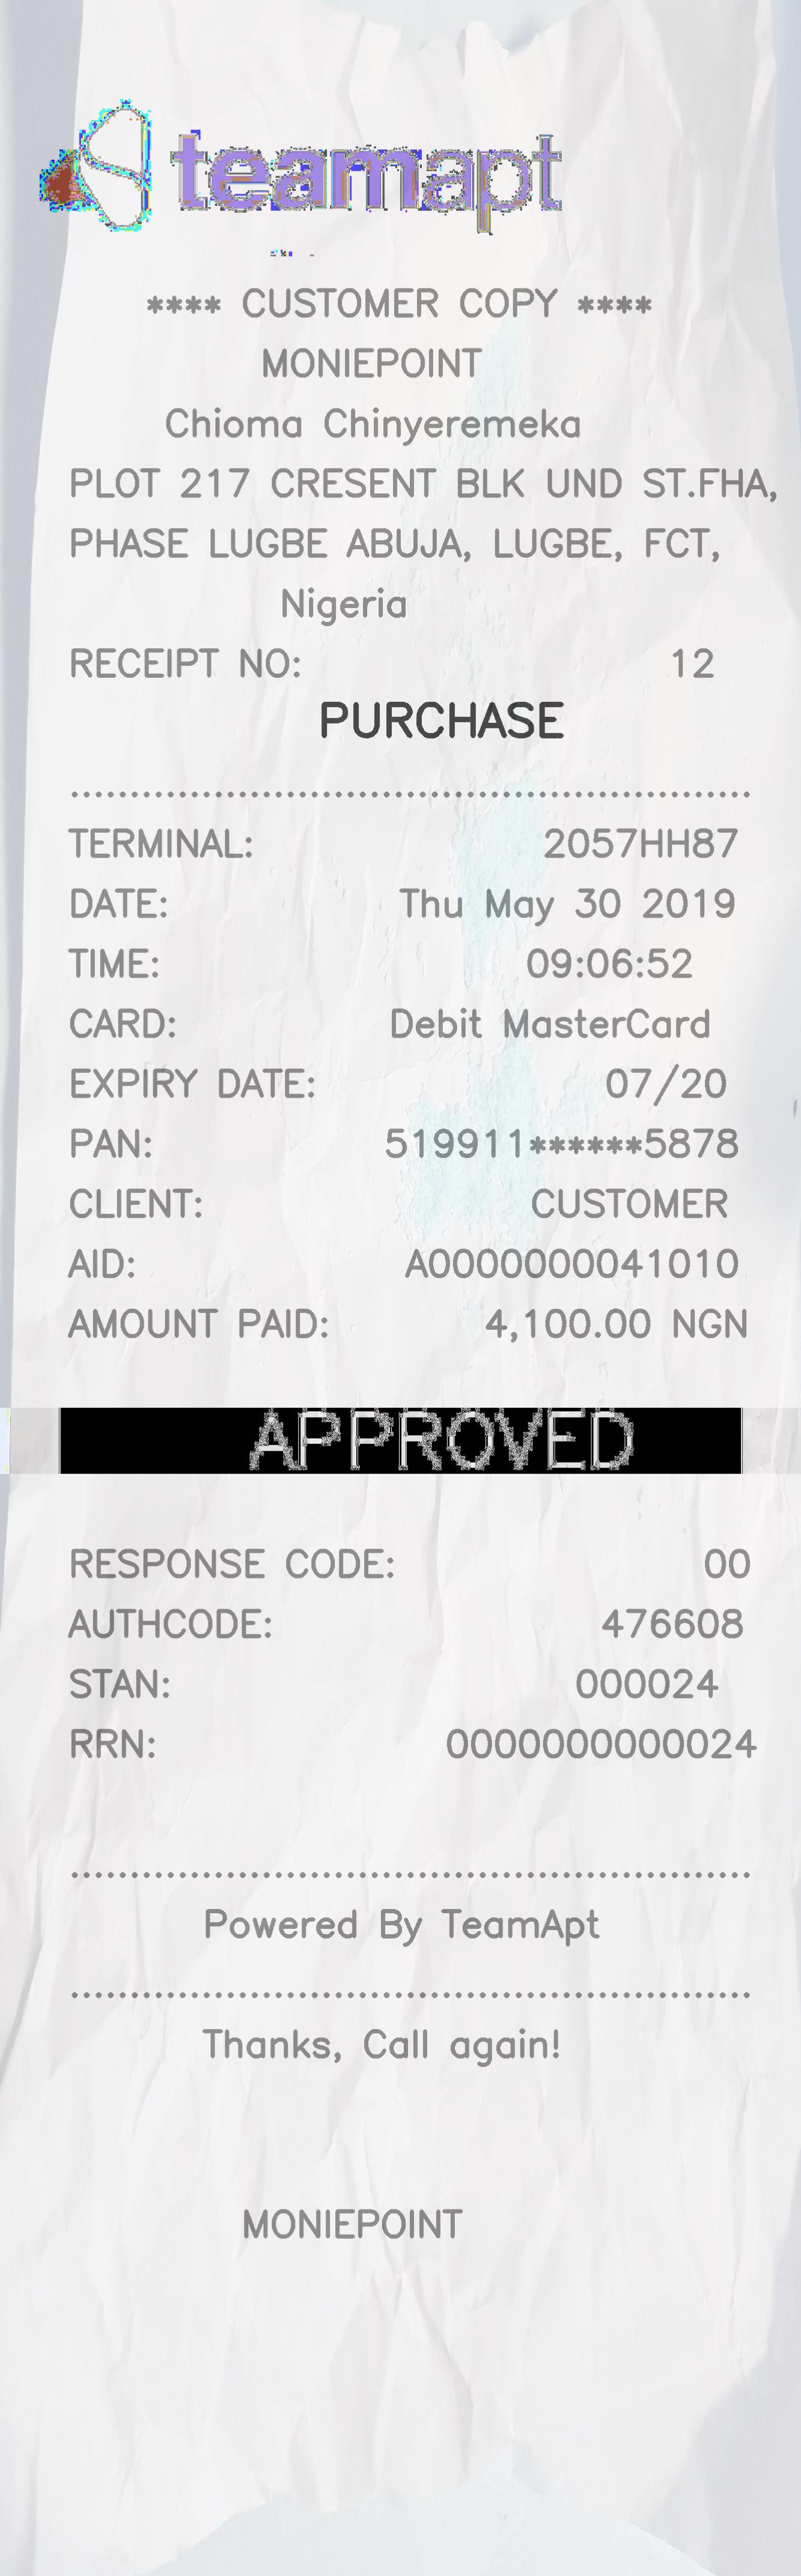 teamapt
**** CUSTOMER COPY ****
MONIEPOINT
Chioma Chinyeremeka
PLOT 217 CRESENT BLK UND ST.FHA,
PHASE LUGBE ABUJA, LUGBE, FCT,
Nigeria
RECEIPT NO: 12
PURCHASE
TERMINAL: 2057HH87
DATE: Thu May 30 2019
TIME: 09:06:52
CARD: Debit MasterCard
EXPIRY DATE: 07/20
PAN: 519911******5878
CLIENT: CUSTOMER
AID: A0000000041010
AMOUNT PAID: 4,100.00 NGN
APPROVED
RESPONSE CODE: 00
AUTHCODE: 476608
STAN: 000024
RRN: 0000000000024
Powered By TeamApt
Thanks, Call again!
MONIEPOINT